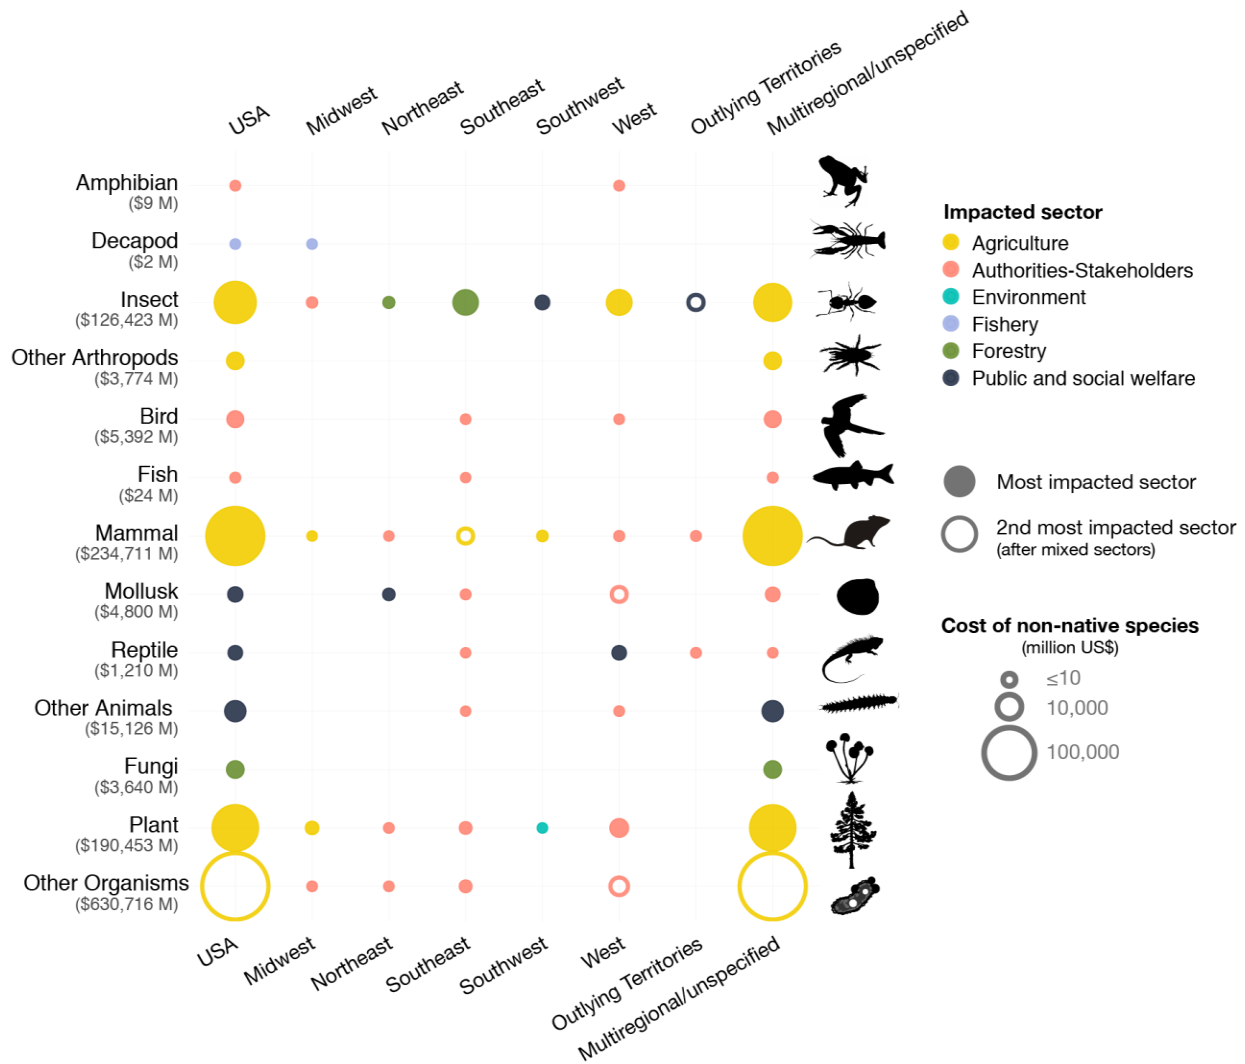 USA
Midwest
Northeast
Southeast
Southwest
West
Outlying Territories
Multiregional/unspecified
Amphibian
($9 M)
Decapod
($2 M)
Insect
($126,423 M)
Other Arthropods
($3,774 M)
Bird
($5,392 M)
Fish
($24 M)
Mammal
($234,711 M)
Mollusk
($4,800 M)
Reptile
($1,210 M)
Other Animals
($15,126 M)
Fungi
($3,640 M)
Plant
($190,453 M)
Other Organisms
($630,716 M)
USA
Midwest
Northeast
Southeast
Southwest
West
Outlying Territories
Multiregional/unspecified
Impacted sector
Agriculture
Authorities-Stakeholders
Environment
Fishery
Forestry
Public and social welfare
Most impacted sector
2nd most impacted sector
(after mixed sectors)
Cost of non-native species
(million US$)
≤10
10,000
100,000